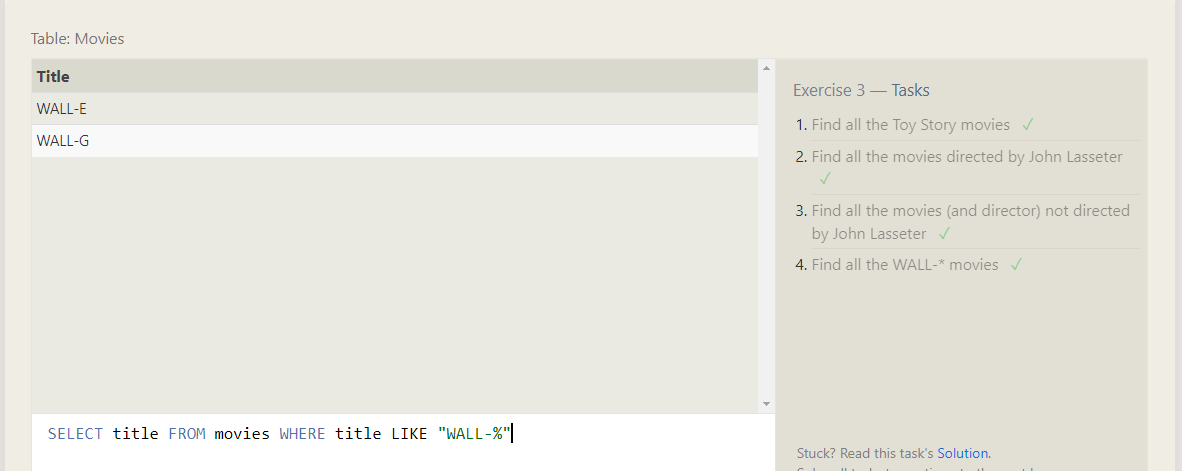 Table: Movies
Title
WALL-E
WALL-G
SELECT title FROM movies WHERE title LIKE "WALL-%"
Exercise 3 — Tasks
1. Find all the Toy Story movies ✓
2. Find all the movies directed by John Lasseter
✓
3. Find all the movies (and director) not directed
by John Lasseter ✓
4. Find all the WALL-* movies ✓
Stuck? Read this task's Solution.